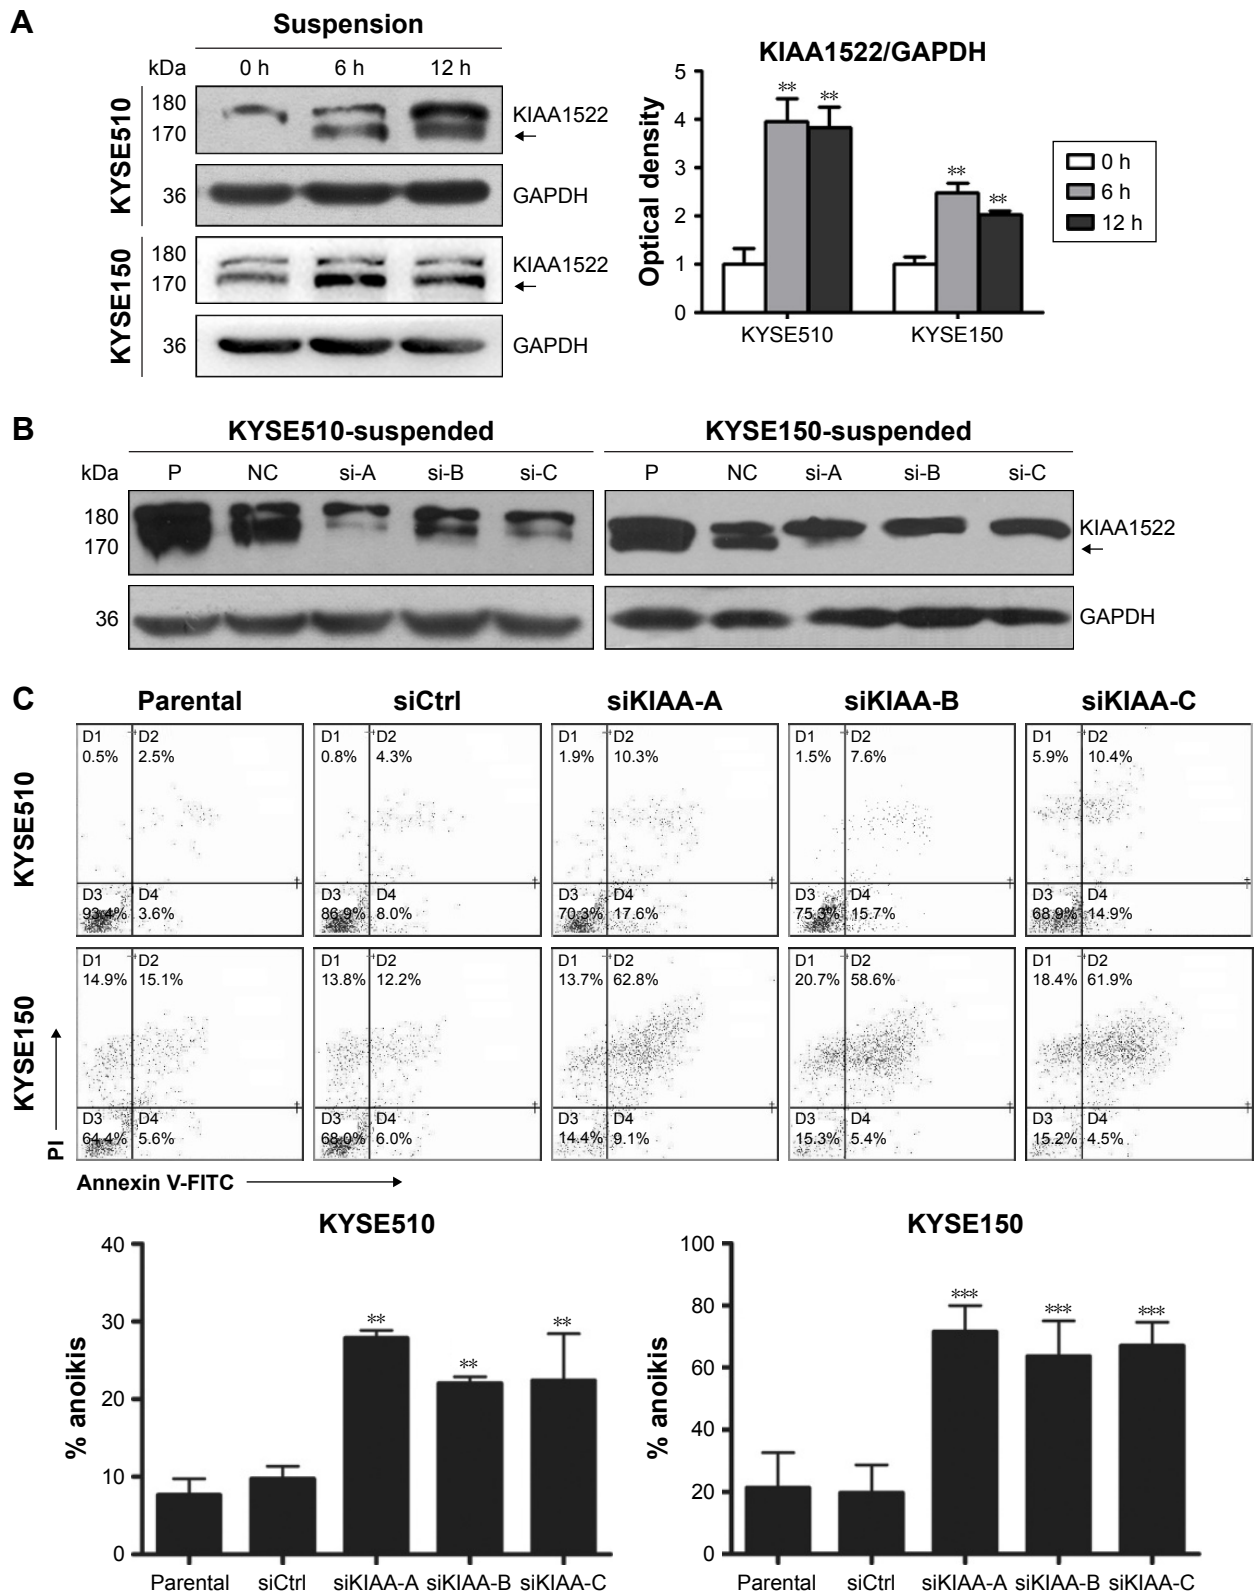 A
Suspension
kDa 0 h 6 h 12 h
KYSE510
180
170
KIAA1522
36
GAPDH
KYSE150
180
170
KIAA1522
36
GAPDH
KIAA1522/GAPDH
Optical density
5
4
3
2
1
0
** **
** **
KYSE510 KYSE150
0 h
6 h
12 h
B
KYSE510-suspended KYSE150-suspended
kDa P NC si-A si-B si-C P NC si-A si-B si-C
180
170
KIAA1522
36
GAPDH
C
Parental siCtrl siKIAA-A siKIAA-B siKIAA-C
KYSE510
D1 D2 D1 D2 D1 D2 D1 D2 D1 D2
0.5% 2.5% 0.8% 4.3% 1.9% 10.3% 1.5% 7.6% 5.9% 10.4%
D3 D4 D3 D4 D3 D4 D3 D4 D3 D4
93.4% 3.6% 86.9% 8.0% 70.3% 17.6% 75.3% 15.7% 68.9% 14.9%
KYSE150
D1 D2 D1 D2 D1 D2 D1 D2 D1 D2
14.9% 15.1% 13.8% 12.2% 13.7% 62.8% 20.7% 58.6% 18.4% 61.9%
D3 D4 D3 D4 D3 D4 D3 D4 D3 D4
64.4% 5.6% 68.0% 6.0% 14.4% 9.1% 15.3% 5.4% 15.2% 4.5%
PI
Annexin V-FITC
KYSE510
% anoikis
40
30
20
10
0
** ** **
Parental siCtrl siKIAA-A siKIAA-B siKIAA-C
KYSE150
% anoikis
100
80
60
40
20
0
*** *** ***
Parental siCtrl siKIAA-A siKIAA-B siKIAA-C